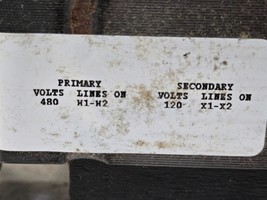 PRIMARY SECONDARY
VOLTS LINES ON VOLTS LINES ON
480 H1-H2 120 X1-X2